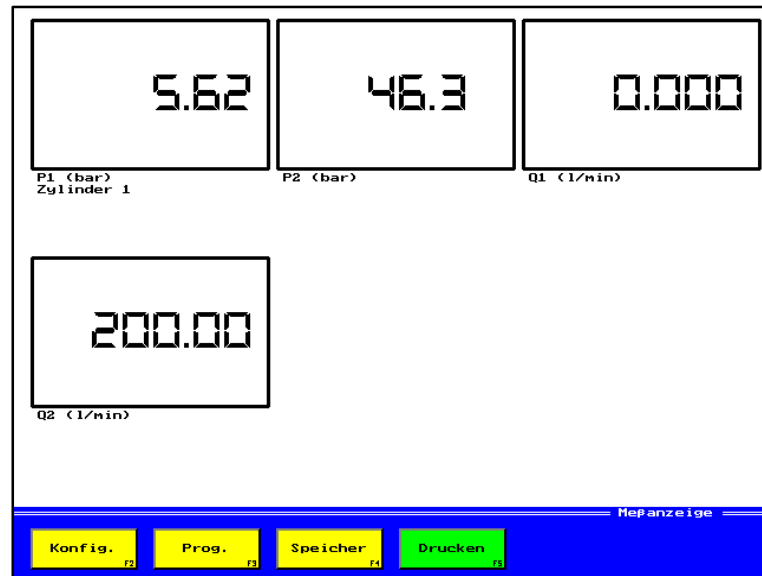 5.62
46.3
0.000
P1 (bar)
Zylinder 1
P2 (bar)
Q1 (l/min)
200.00
Q2 (l/min)
Meβanzeige
Konfig. F2
Prog. F3
Speicher F4
Drucken F5